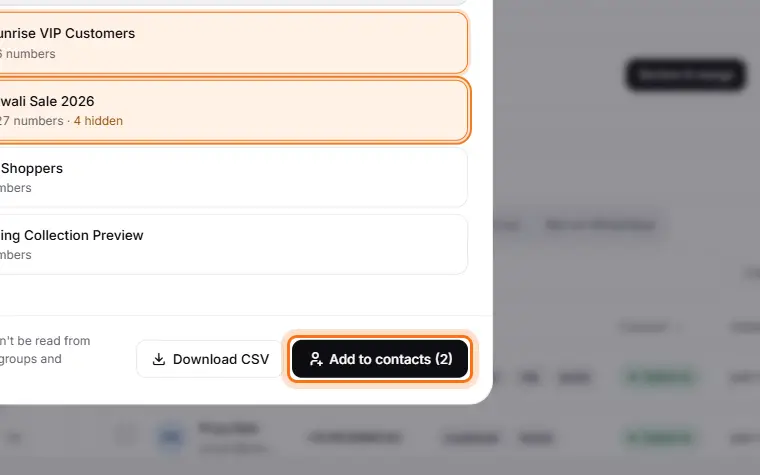 unrise VIP Customers
6 numbers
wali Sale 2026
27 numbers · 4 hidden
Shoppers
mbers
ing Collection Preview
mbers
n't be read from
groups and
Download CSV
Add to contacts (2)